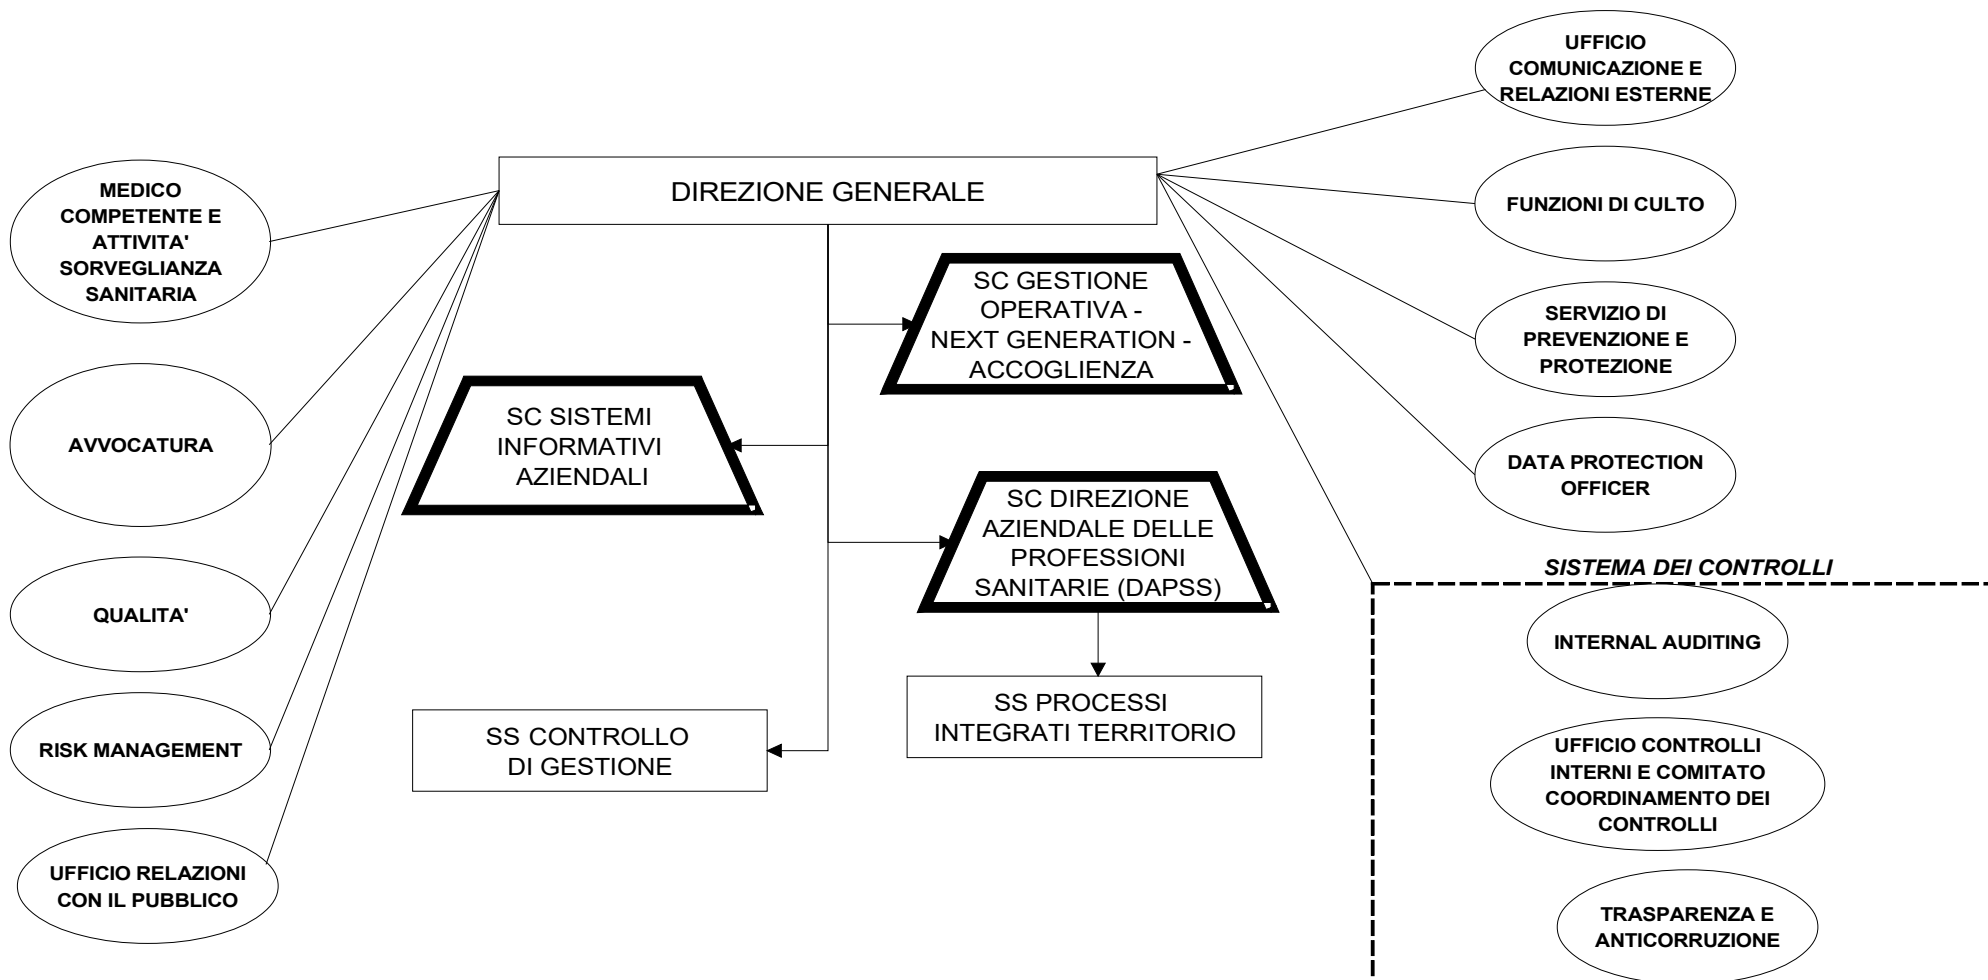 UFFICIO
COMUNICAZIONE E
RELAZIONI ESTERNE
MEDICO
COMPETENTE E
ATTIVITA'
SORVEGLIANZA
SANITARIA
DIREZIONE GENERALE
FUNZIONI DI CULTO
SC GESTIONE
OPERATIVA -
NEXT GENERATION -
ACCOGLIENZA
SERVIZIO DI
PREVENZIONE E
PROTEZIONE
AVVOCATURA
SC SISTEMI
INFORMATIVI
AZIENDALI
DATA PROTECTION
OFFICER
SC DIREZIONE
AZIENDALE DELLE
PROFESSIONI
SANITARIE (DAPSS)
SISTEMA DEI CONTROLLI
QUALITA'
INTERNAL AUDITING
SS PROCESSI
INTEGRATI TERRITORIO
RISK MANAGEMENT
SS CONTROLLO
DI GESTIONE
UFFICIO CONTROLLI
INTERNI E COMITATO
COORDINAMENTO DEI
CONTROLLI
UFFICIO RELAZIONI
CON IL PUBBLICO
TRASPARENZA E
ANTICORRUZIONE